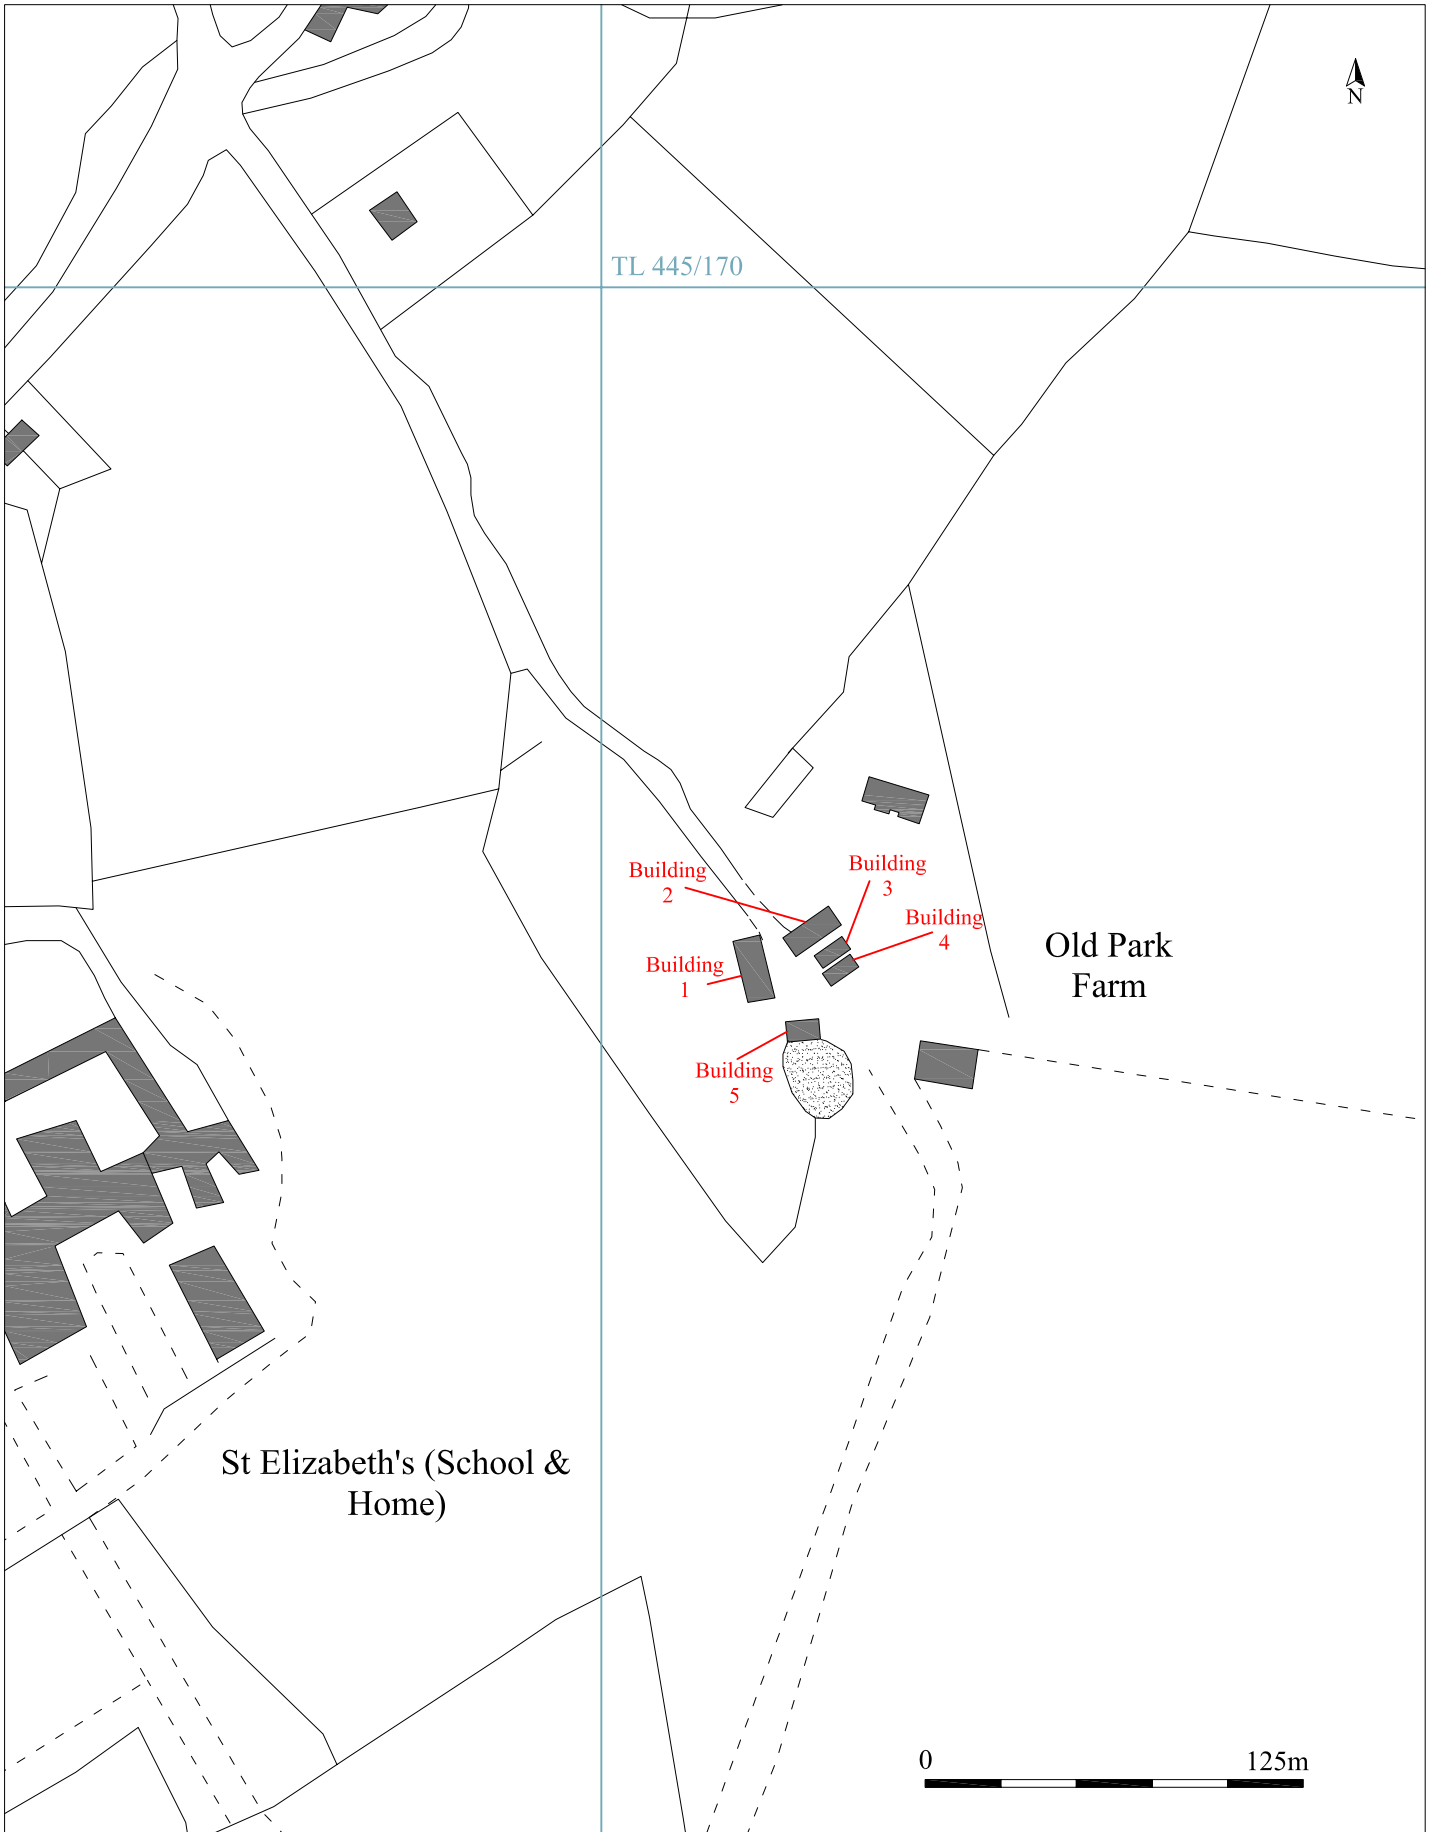 N
TL 445/170
Building
2
Building
3
Building
4
Building
1
Old Park
Farm
Building
5
St Elizabeth's (School &
Home)
0 125m